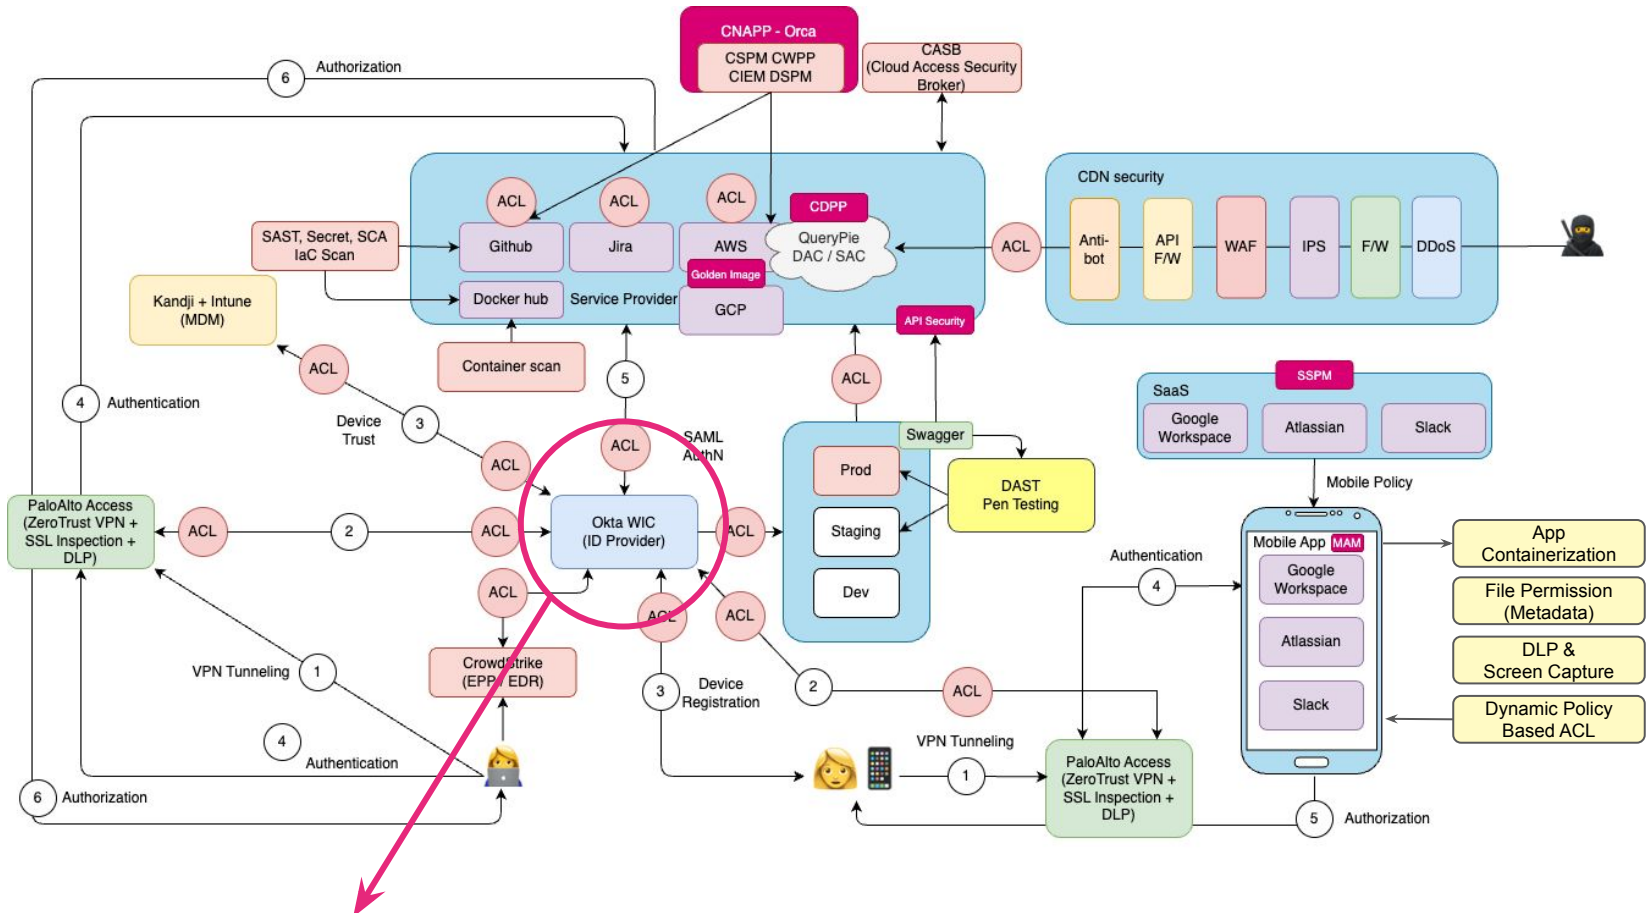 CNAPP - Orca
CSPM CWPP
CIEM DSPM
CASB
(Cloud Access Security
Broker)
6
Authorization
CDN security
Anti-
bot
API
F/W
WAF
IPS
F/W
DDoS
ACL
ACL
ACL
ACL
CDPP
QueryPie
DAC / SAC
Github
Jira
AWS
Golden Image
GCP
Docker hub
Service Provider
SAST, Secret, SCA
IaC Scan
Kandji + Intune
(MDM)
Container scan
API Security
ACL
5
ACL
4
Authentication
Device
Trust
3
ACL
ACL
SAML
AuthN
Swagger
Prod
Staging
Dev
DAST
Pen Testing
SSPM
SaaS
Google
Workspace
Atlassian
Slack
Mobile Policy
PaloAlto Access
(ZeroTrust VPN +
SSL Inspection +
DLP)
ACL
2
ACL
Okta WIC
(ID Provider)
ACL
ACL
ACL
ACL
CrowdStrike
(EPP / EDR)
VPN Tunneling
1
4
Authentication
6
Authorization
3
Device
Registration
2
ACL
VPN Tunneling
1
PaloAlto Access
(ZeroTrust VPN +
SSL Inspection +
DLP)
Authentication
4
Mobile App
MAM
Google
Workspace
Atlassian
Slack
5
Authorization
App
Containerization
File Permission
(Metadata)
DLP &
Screen Capture
Dynamic Policy
Based ACL